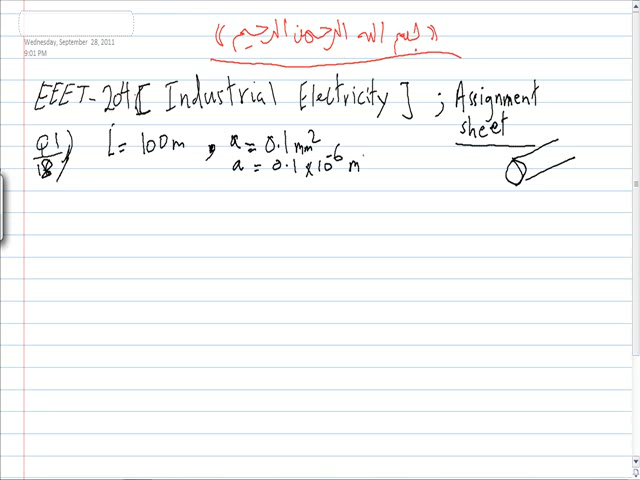 Wednesday, September 28, 2011
9:01 PM
« بسم الله الرحمن الرحيم »
EEET-204 [ Industrial Electricity ] ; Assignment sheet
Q1) L = 100m , a = 0.1 mm²
a = 0.1 × 10⁻⁶ m